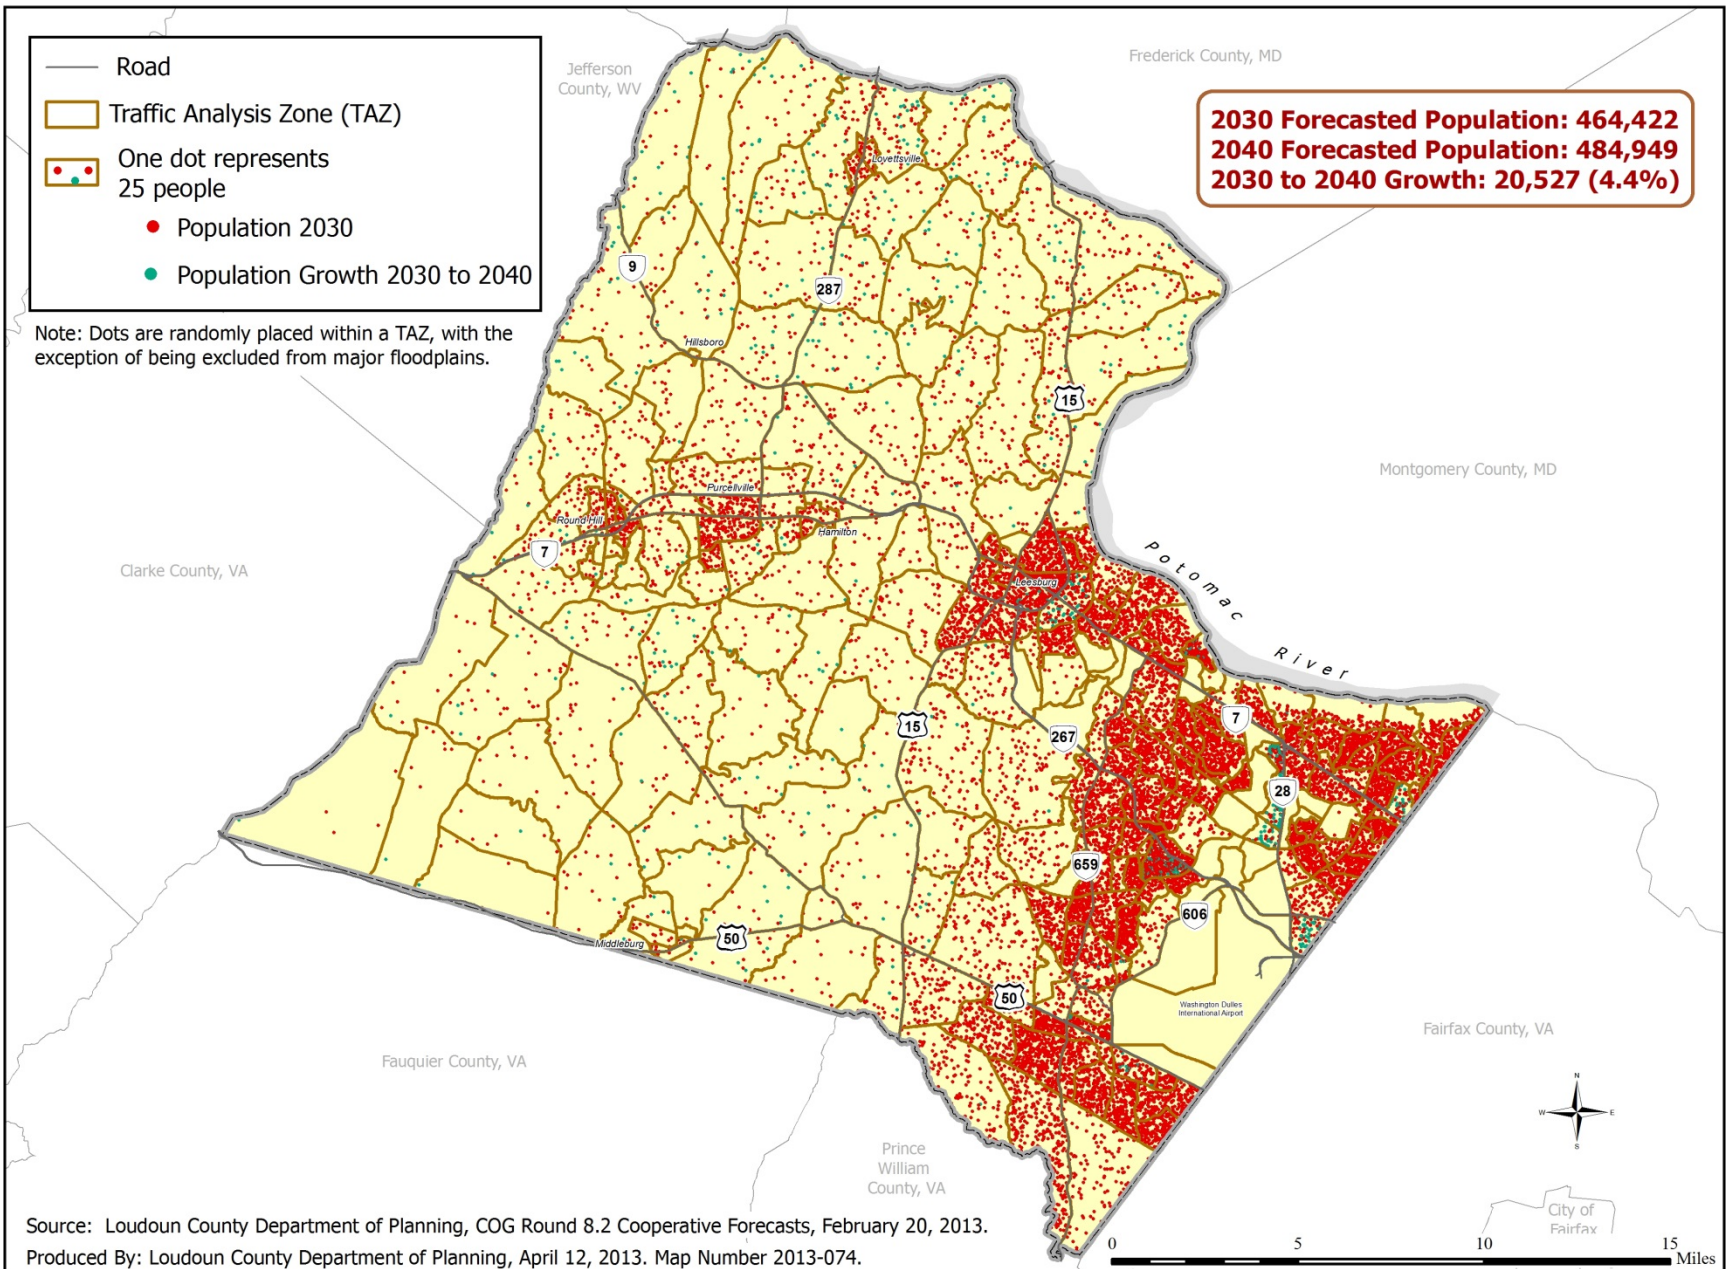 Road
Traffic Analysis Zone (TAZ)
One dot represents
25 people
Population 2030
Population Growth 2030 to 2040
Note: Dots are randomly placed within a TAZ, with the
exception of being excluded from major floodplains.
Jefferson
County, WV
Frederick County, MD
2030 Forecasted Population: 464,422
2040 Forecasted Population: 484,949
2030 to 2040 Growth: 20,527 (4.4%)
Lovettsville
9
287
Hillsboro
15
Montgomery County, MD
Purcellville
Round Hill
Hamilton
7
Clarke County, VA
Leesburg
Potomac
River
15
267
7
28
659
606
Middleburg
50
50
Washington Dulles
International Airport
Fairfax County, VA
Fauquier County, VA
Prince
William
County, VA
N
W
E
S
City of
Fairfax
Source: Loudoun County Department of Planning, COG Round 8.2 Cooperative Forecasts, February 20, 2013.
Produced By: Loudoun County Department of Planning, April 12, 2013. Map Number 2013-074.
0 5 10 15
Miles